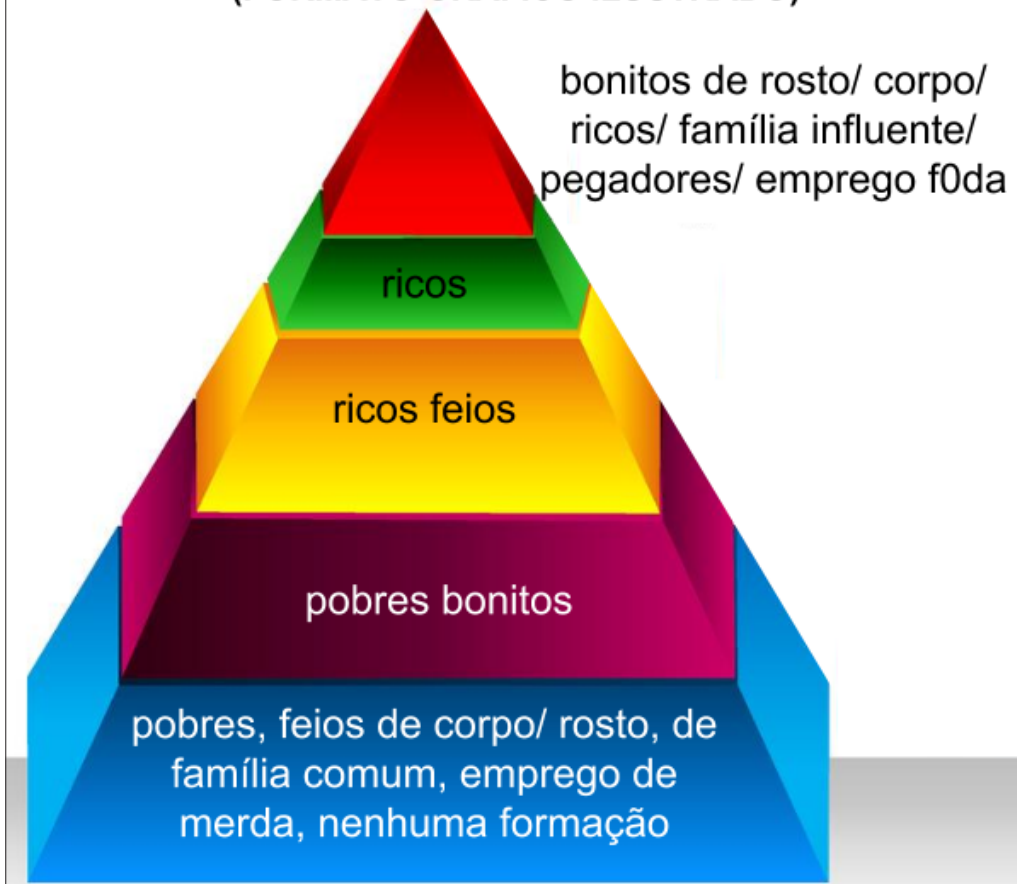 bonitos de rosto/ corpo/
ricos/ família influente/
pegadores/ emprego f0da
ricos
ricos feios
pobres bonitos
pobres, feios de corpo/ rosto, de
família comum, emprego de
merda, nenhuma formação